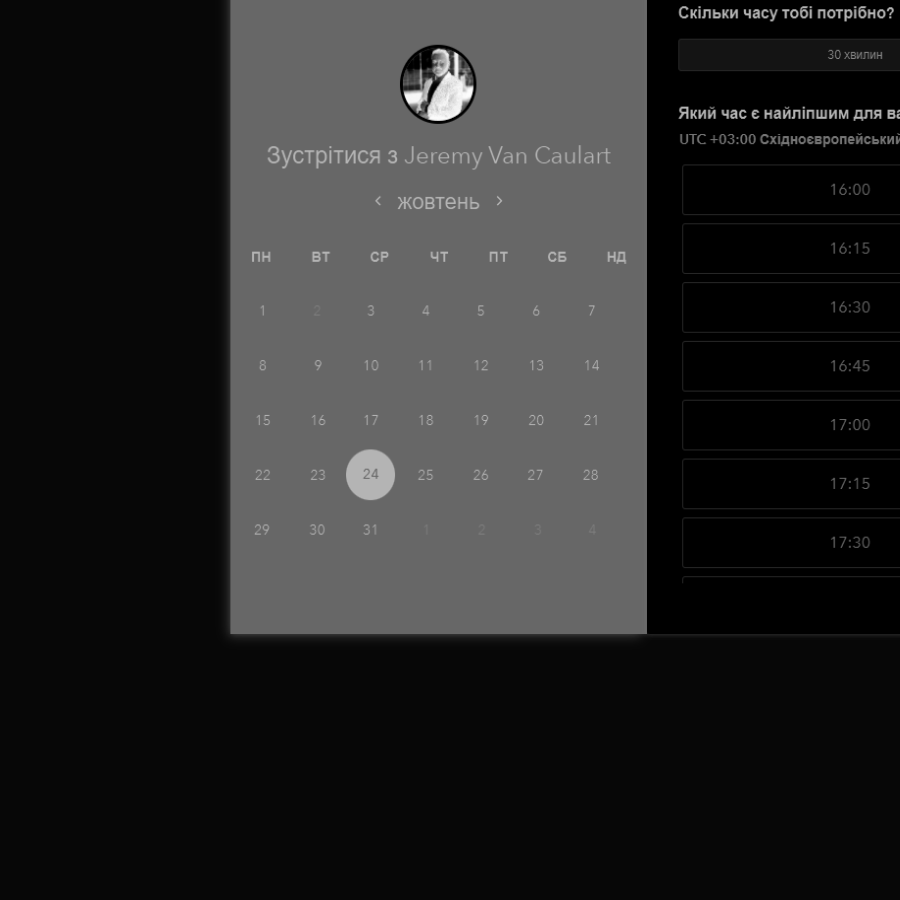 Зустрітися з Jeremy Van Caulart
жовтень
ПН ВТ СР ЧТ ПТ СБ НД
1 2 3 4 5 6 7
8 9 10 11 12 13 14
15 16 17 18 19 20 21
22 23 24 25 26 27 28
29 30 31 1 2 3 4
Скільки часу тобі потрібно?
30 хвилин
Який час є найліпшим для ва
UTC +03:00 Східноєвропейський
16:00
16:15
16:30
16:45
17:00
17:15
17:30